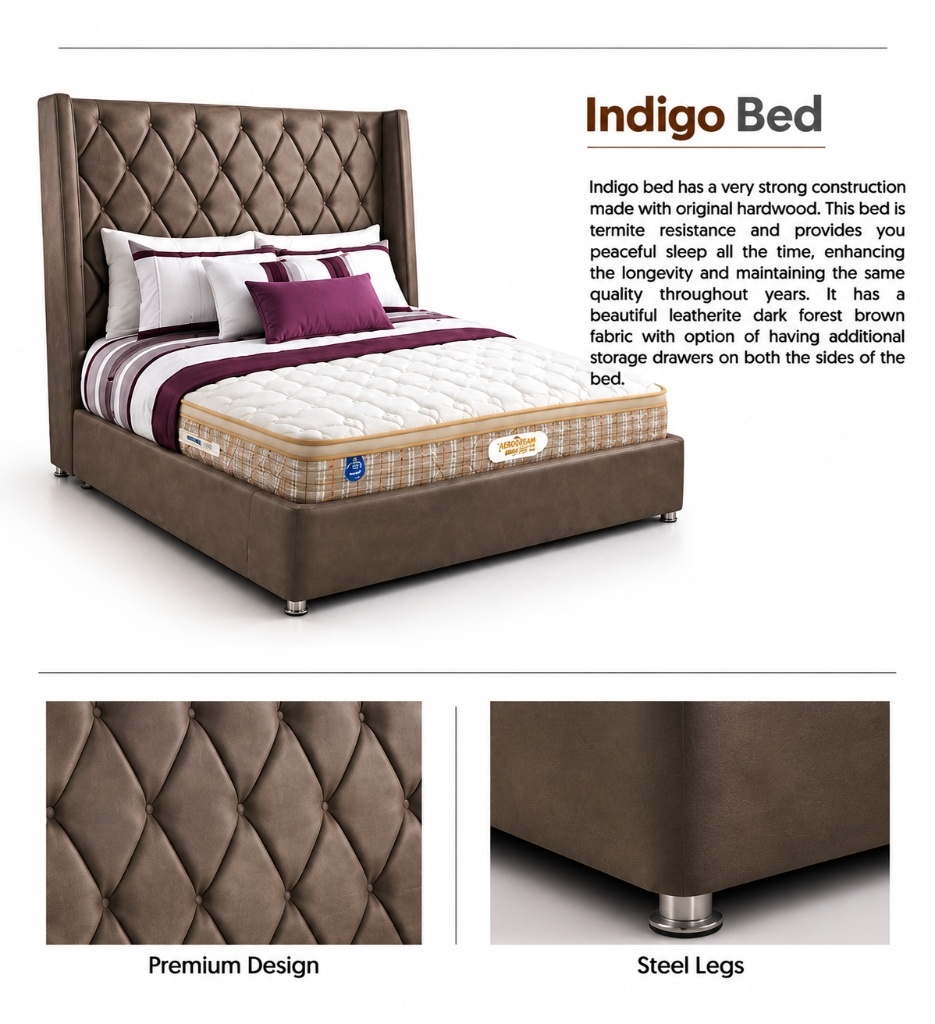 Indigo Bed
Indigo bed has a very strong construction
made with original hardwood. This bed is
termite resistance and provides you
peaceful sleep all the time, enhancing
the longevity and maintaining the same
quality throughout years. It has a
beautiful leatherite dark forest brown
fabric with option of having additional
storage drawers on both the sides of the
bed.
Premium Design
Steel Legs